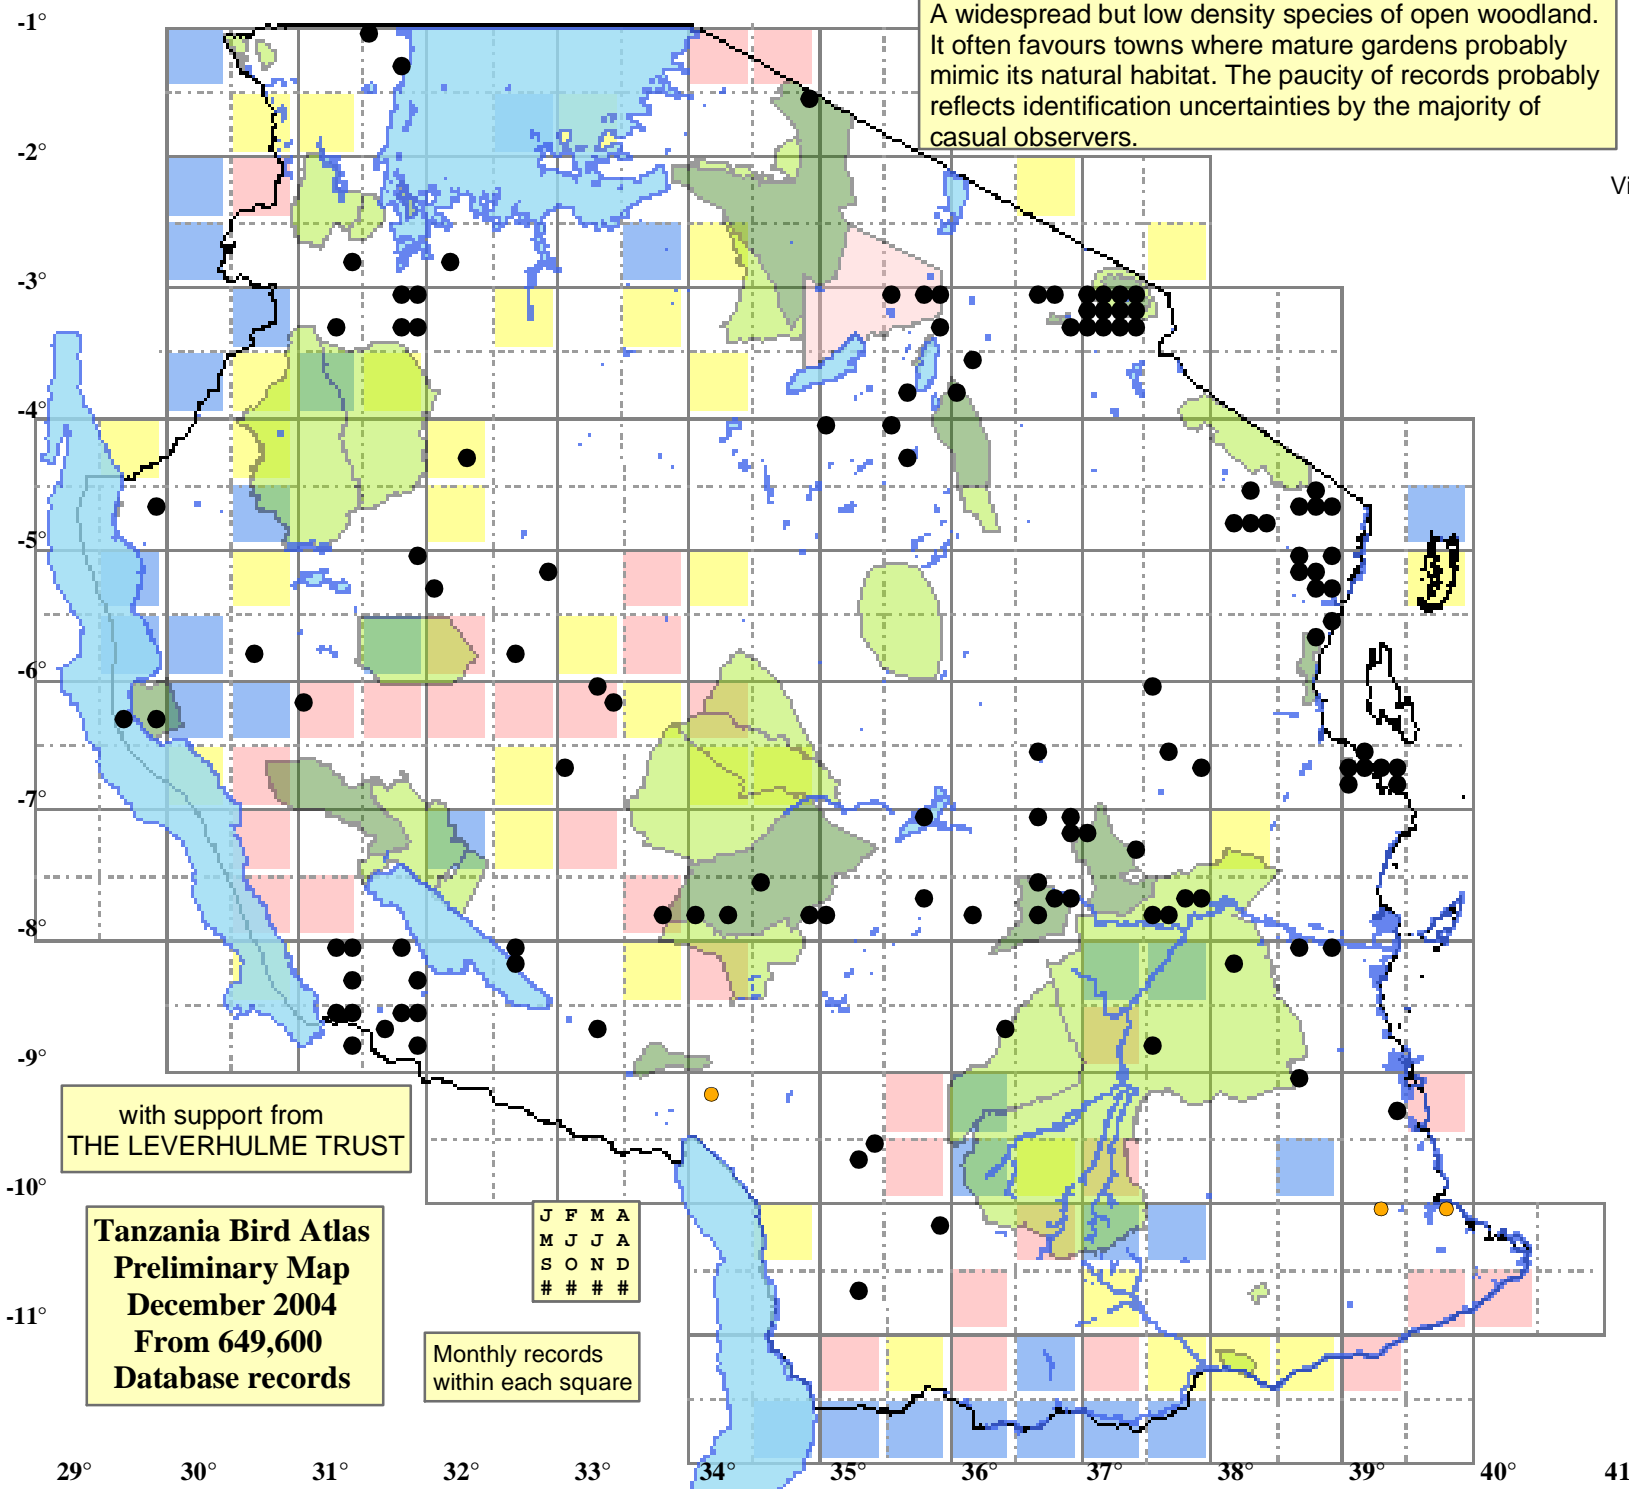 A widespread but low density species of open woodland.
It often favours towns where mature gardens probably
mimic its natural habitat. The paucity of records probably
reflects identification uncertainties by the majority of
casual observers.
Vi
-1°
-2°
-3°
-4°
-5°
-6°
-7°
-8°
-9°
-10°
-11°
with support from
THE LEVERHULME TRUST
Tanzania Bird Atlas
Preliminary Map
December 2004
From 649,600
Database records
J F M A
M J J A
S O N D
# # # #
Monthly records
within each square
29° 30° 31° 32° 33° 34° 35° 36° 37° 38° 39° 40° 41